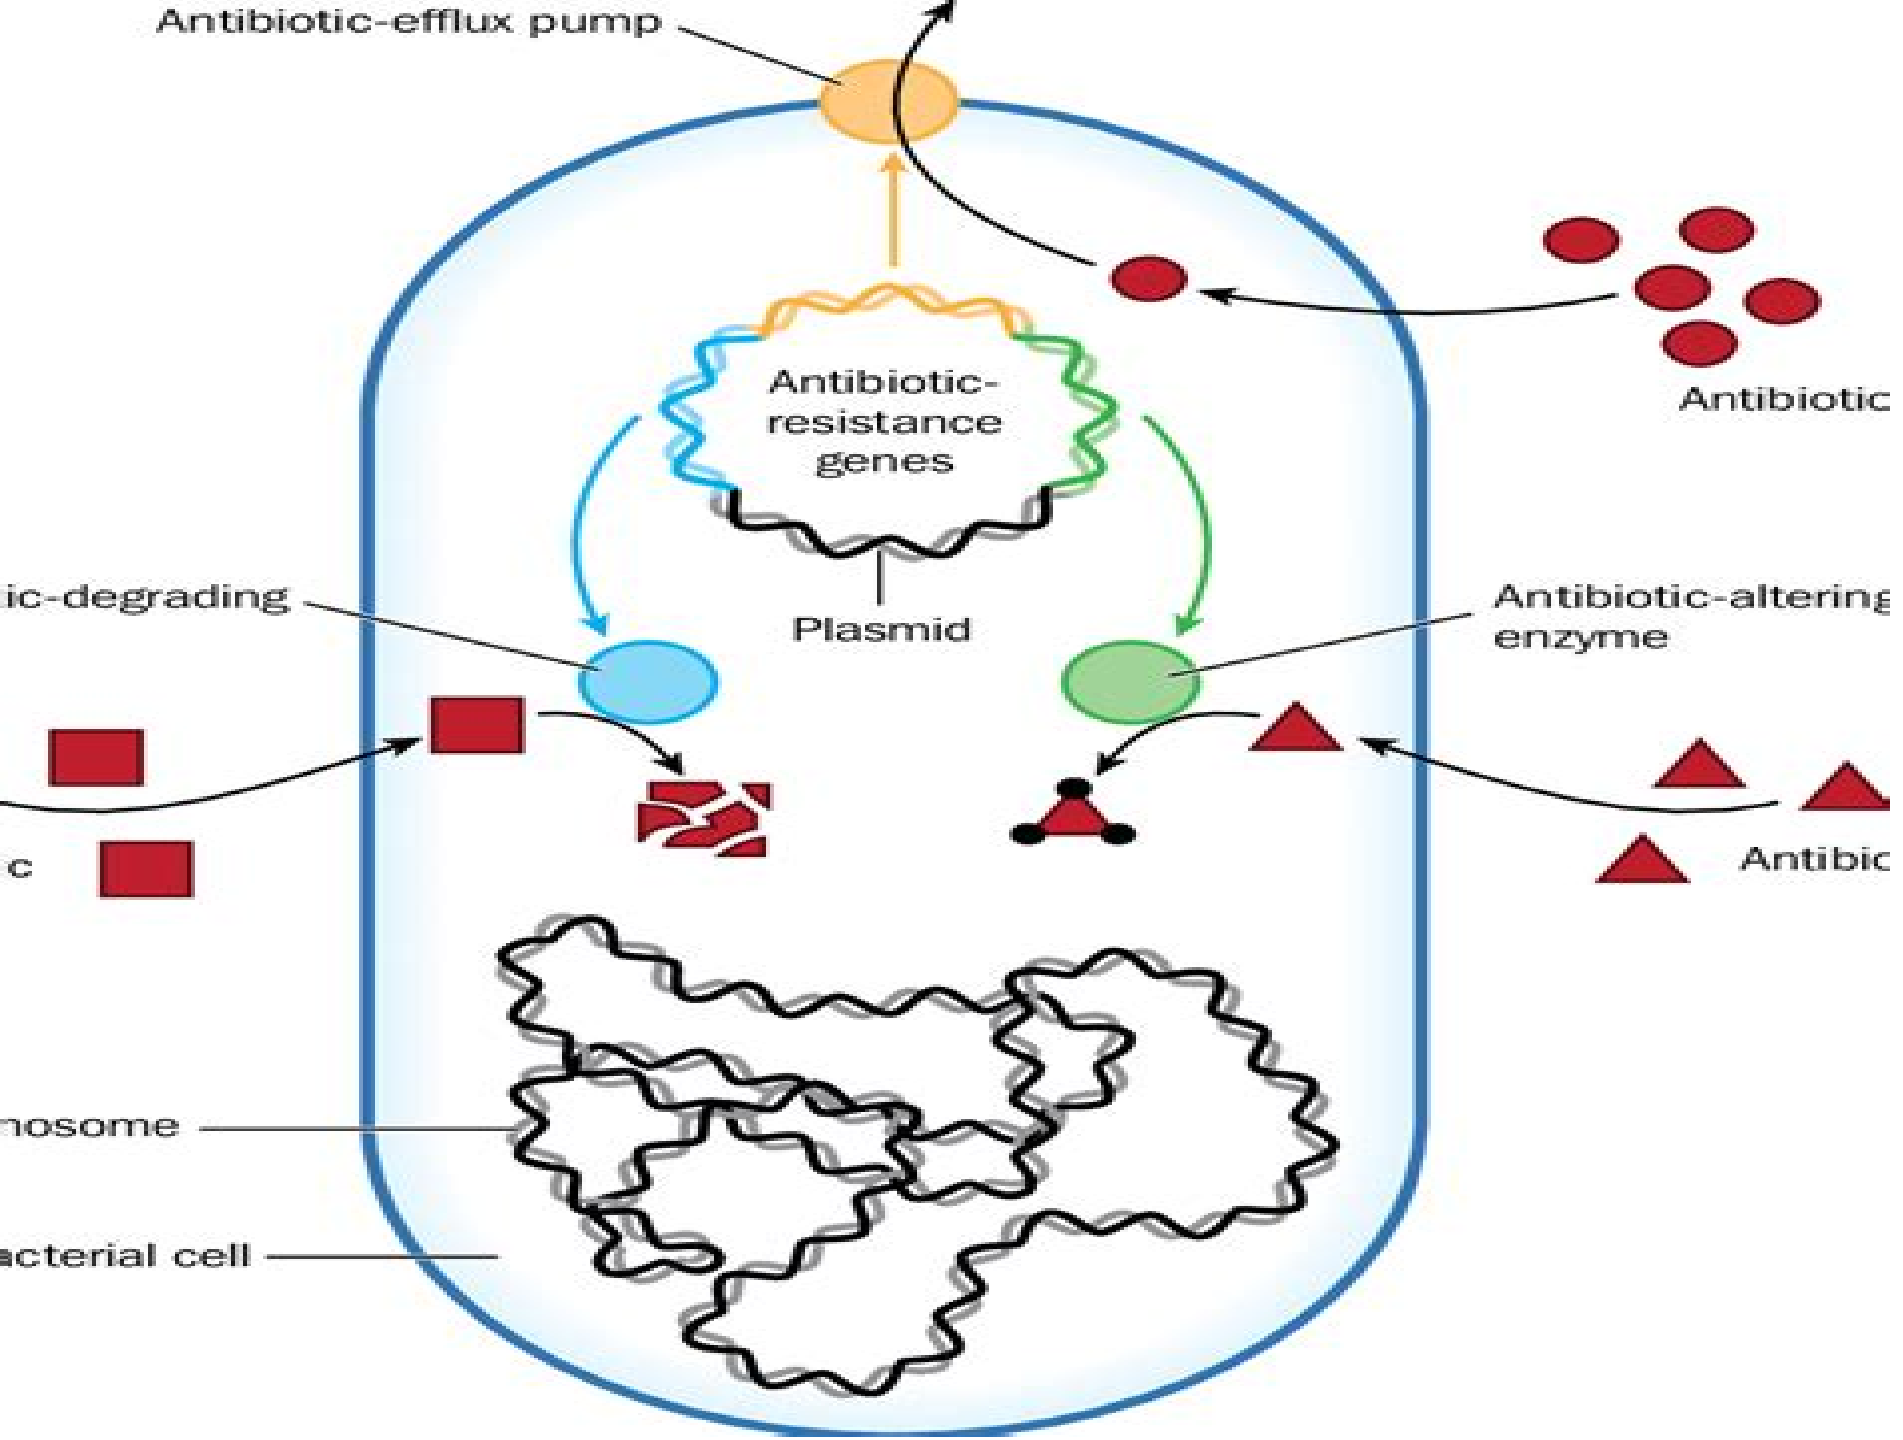 Antibiotic-efflux pump
Antibiotic-
resistance
genes
Antibiotic
ic-degrading
Plasmid
Antibiotic-altering
enzyme
c
Antibio
nosome
acterial cell